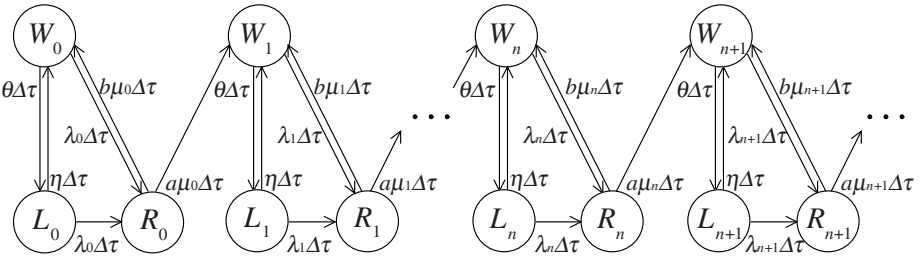 W₀ W₁ Wₙ Wₙ₊₁
θΔτ bμ₀Δτ θΔτ bμ₁Δτ ... θΔτ bμₙΔτ θΔτ bμₙ₊₁Δτ ...
λ₀Δτ λ₁Δτ λₙΔτ λₙ₊₁Δτ
ηΔτ aμ₀Δτ ηΔτ aμ₁Δτ ηΔτ aμₙΔτ ηΔτ aμₙ₊₁Δτ
L₀ R₀ L₁ R₁ Lₙ Rₙ Lₙ₊₁ Rₙ₊₁
λ₀Δτ λ₁Δτ λₙΔτ λₙ₊₁Δτ